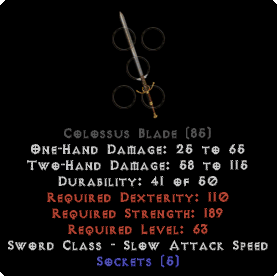 Colossus Blade (85)
One-Hand Damage: 25 to 65
Two-Hand Damage: 58 to 115
Durability: 41 of 50
Required Dexterity: 110
Required Strength: 189
Required Level: 63
Sword Class - Slow Attack Speed
Sockets (5)